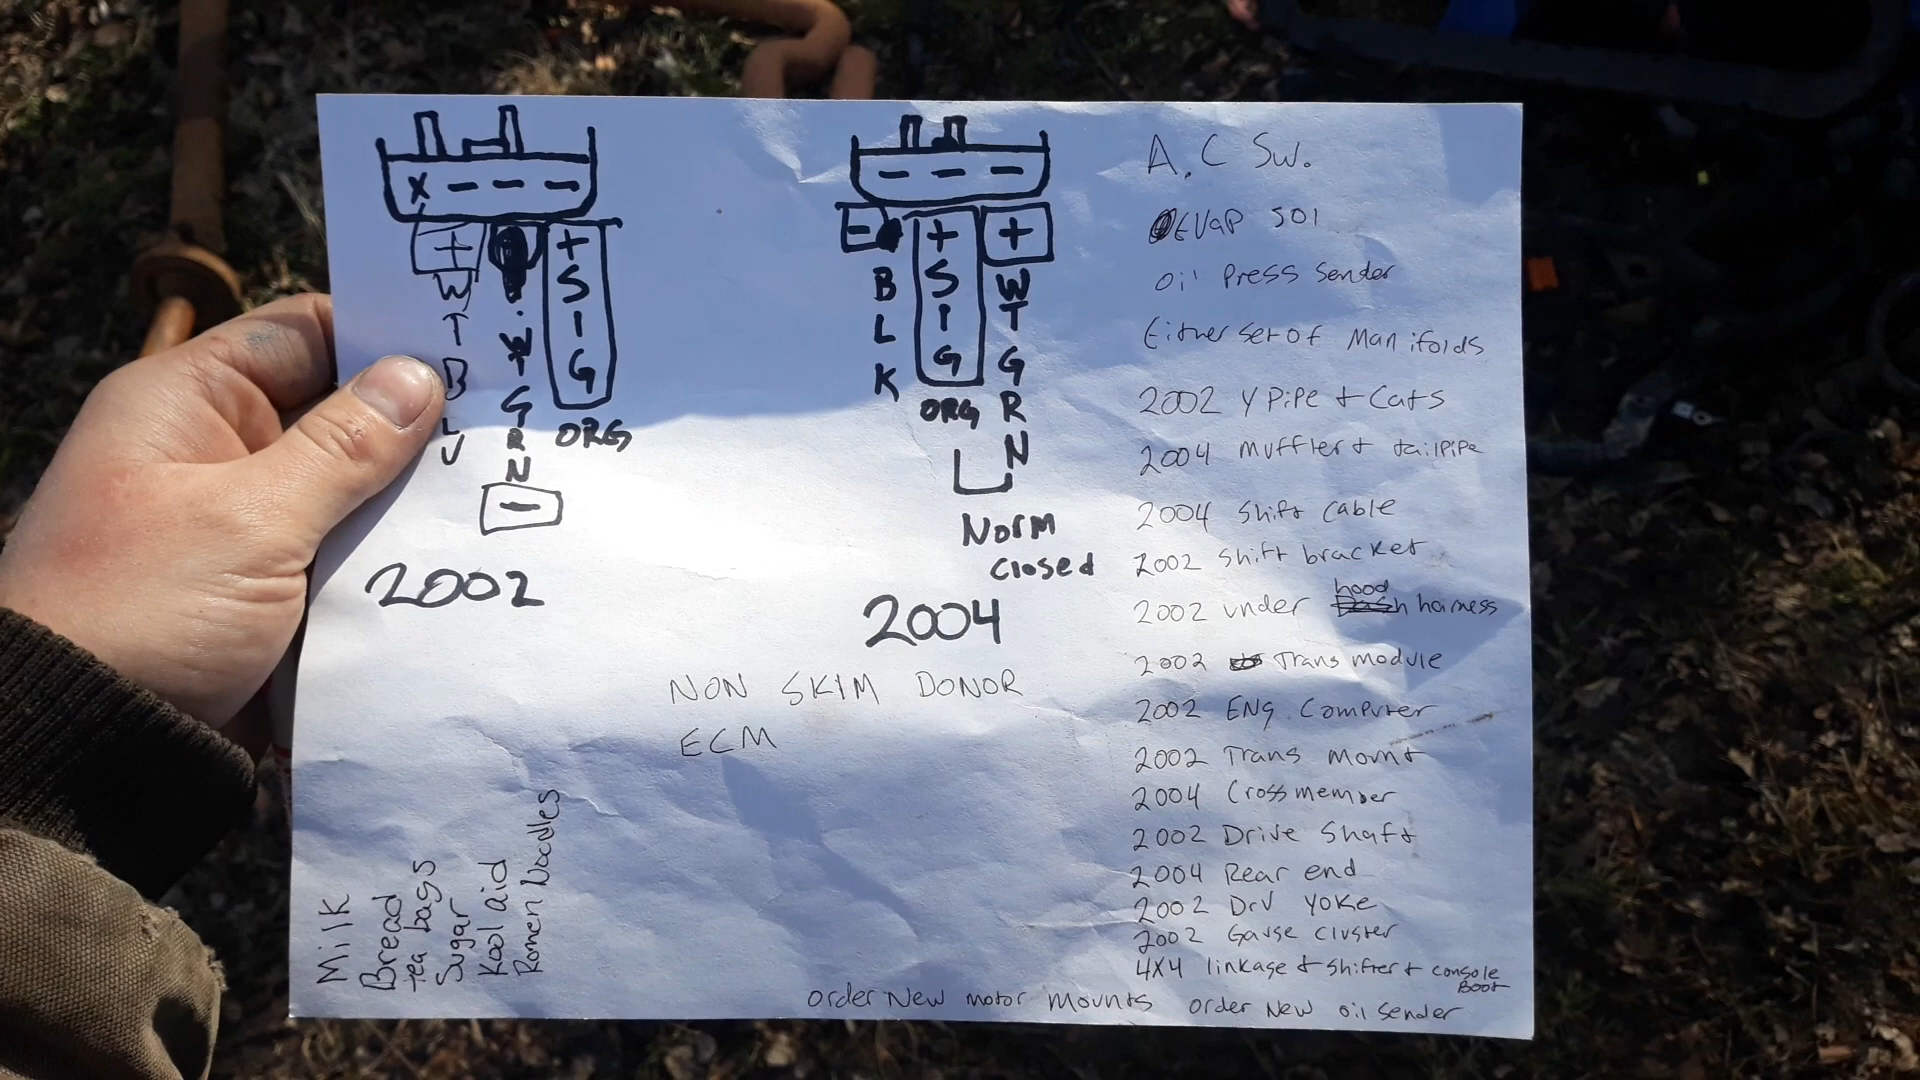 X - - -
+
W
T
B
L
U
W
T
G
R
N
-
+
S
I
G
ORG
2002
- - -
-
B
L
K
+
S
I
G
ORG
+
W
T
G
R
N
Norm
Closed
2004
NON SKIM DONOR
ECM
A.C Sw.
EVAP SOl
Oil Press Sender
Either set of Manifolds
2002 Y Pipe + Cats
2004 Muffler + tailpipe
2004 Shift Cable
2002 Shift bracket
2002 under hood harness
2002 Trans module
2002 ENG. Computer
2002 Trans Mount
2004 Crossmember
2002 Drive Shaft
2004 Rear end
2002 Drv Yoke
2002 Gauge Cluster
4X4 linkage + Shifter + console
Boot
Order New motor Mounts Order New oil Sender
Milk
Bread
tea bags
Sugar
Kool aid
Romen Noodles